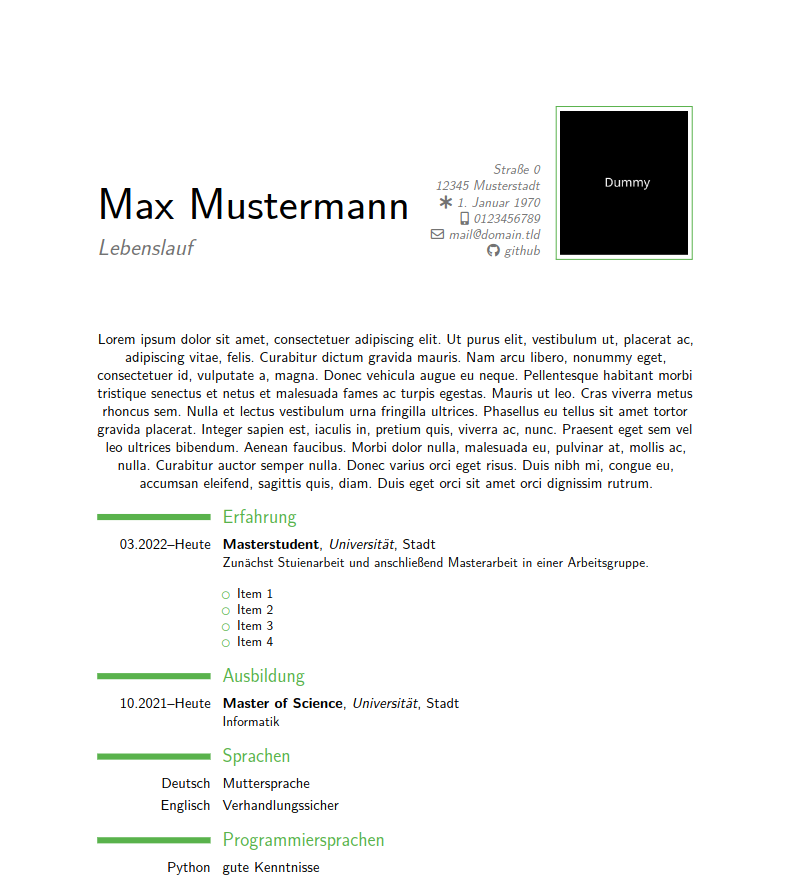 Max Mustermann
Lebenslauf
Straße 0
12345 Musterstadt
1. Januar 1970
0123456789
mail@domain.tld
github
Dummy
Lorem ipsum dolor sit amet, consectetuer adipiscing elit. Ut purus elit, vestibulum ut, placerat ac,
adipiscing vitae, felis. Curabitur dictum gravida mauris. Nam arcu libero, nonummy eget,
consectetuer id, vulputate a, magna. Donec vehicula augue eu neque. Pellentesque habitant morbi
tristique senectus et netus et malesuada fames ac turpis egestas. Mauris ut leo. Cras viverra metus
rhoncus sem. Nulla et lectus vestibulum urna fringilla ultrices. Phasellus eu tellus sit amet tortor
gravida placerat. Integer sapien est, iaculis in, pretium quis, viverra ac, nunc. Praesent eget sem vel
leo ultrices bibendum. Aenean faucibus. Morbi dolor nulla, malesuada eu, pulvinar at, mollis ac,
nulla. Curabitur auctor semper nulla. Donec varius orci eget risus. Duis nibh mi, congue eu,
accumsan eleifend, sagittis quis, diam. Duis eget orci sit amet orci dignissim rutrum.
Erfahrung
03.2022–Heute Masterstudent, Universität, Stadt
Zunächst Stuienarbeit und anschließend Masterarbeit in einer Arbeitsgruppe.
Item 1
Item 2
Item 3
Item 4
Ausbildung
10.2021–Heute Master of Science, Universität, Stadt
Informatik
Sprachen
Deutsch Muttersprache
Englisch Verhandlungssicher
Programmiersprachen
Python gute Kenntnisse